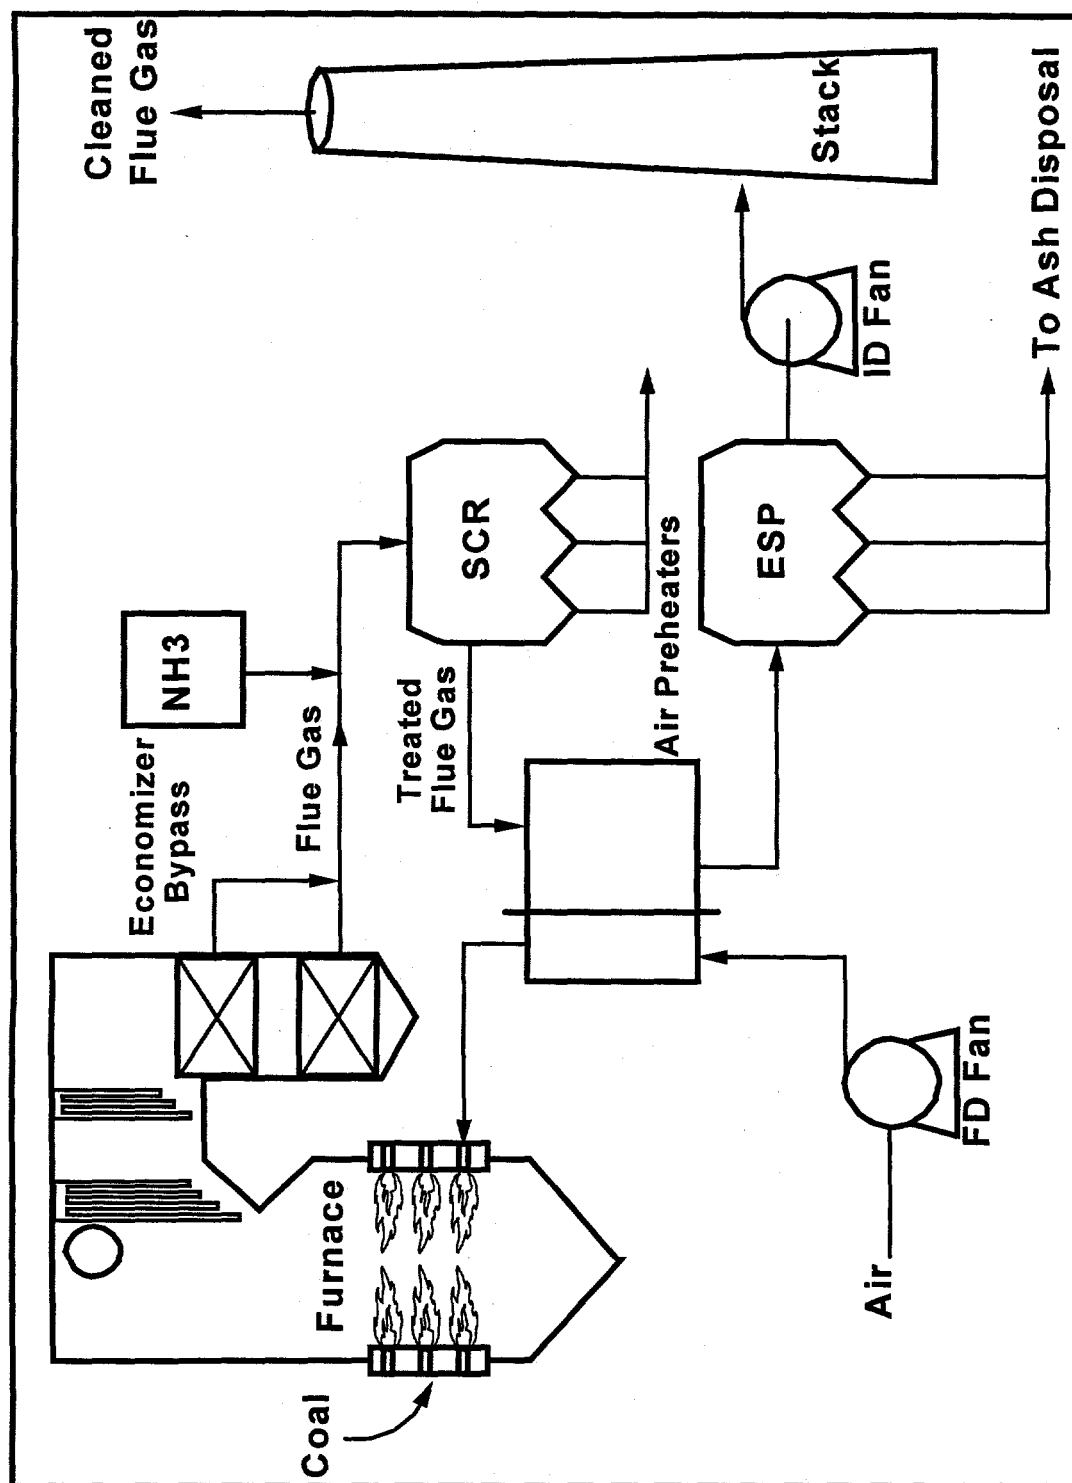 Coal
Furnace
Economizer
Bypass
NH3
Flue Gas
Cleaned
Flue Gas
Treated
Flue Gas
SCR
Air Preheaters
ESP
Stack
Air
FD Fan
ID Fan
To Ash Disposal